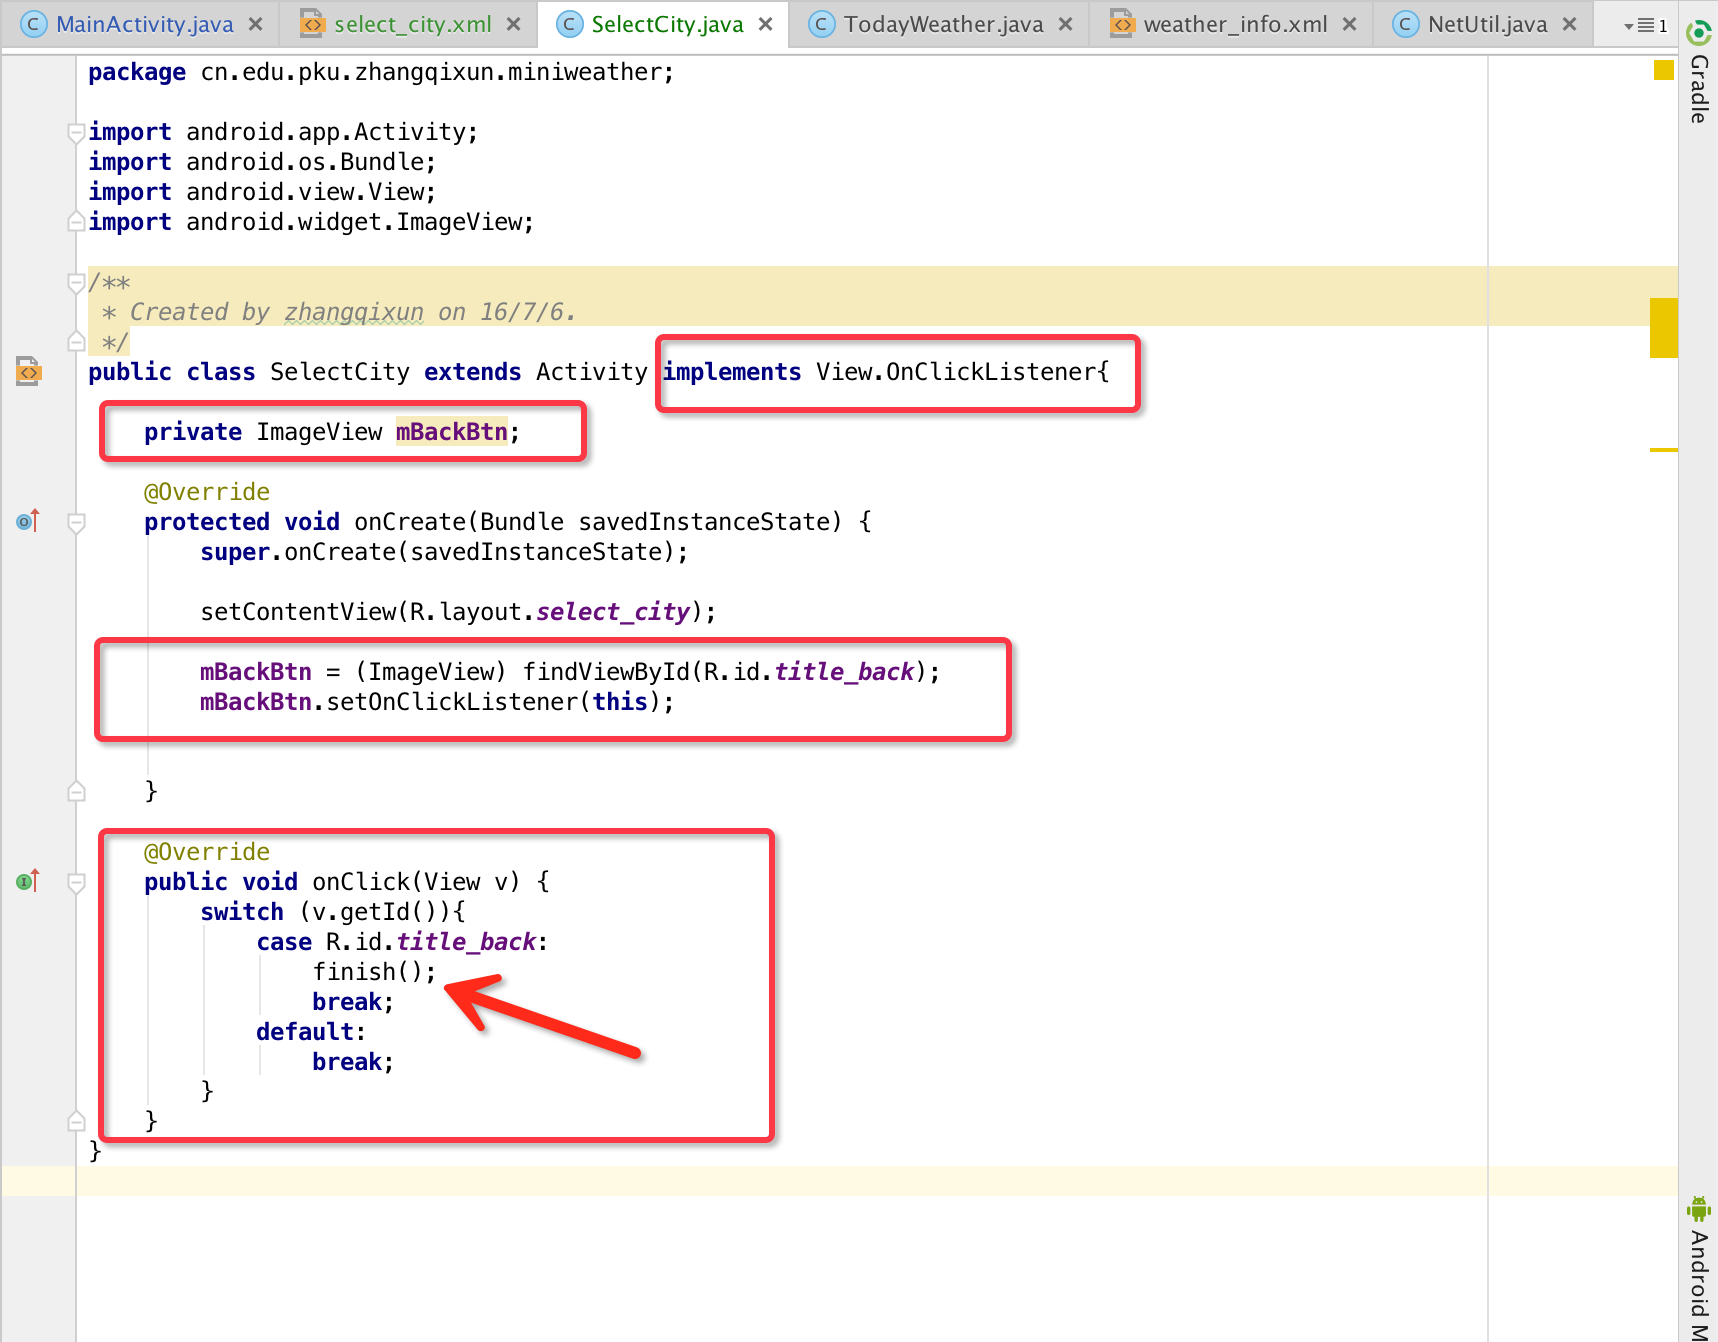 MainActivity.java select_city.xml SelectCity.java TodayWeather.java weather_info.xml NetUtil.java 1
package cn.edu.pku.zhangqixun.miniweather;
import android.app.Activity;
import android.os.Bundle;
import android.view.View;
import android.widget.ImageView;
/**
* Created by zhangqixun on 16/7/6.
*/
public class SelectCity extends Activity implements View.OnClickListener{
private ImageView mBackBtn;
@Override
protected void onCreate(Bundle savedInstanceState) {
super.onCreate(savedInstanceState);
setContentView(R.layout.select_city);
mBackBtn = (ImageView) findViewById(R.id.title_back);
mBackBtn.setOnClickListener(this);
}
@Override
public void onClick(View v) {
switch (v.getId()){
case R.id.title_back:
finish();
break;
default:
break;
}
}
}
Gradle
Android M